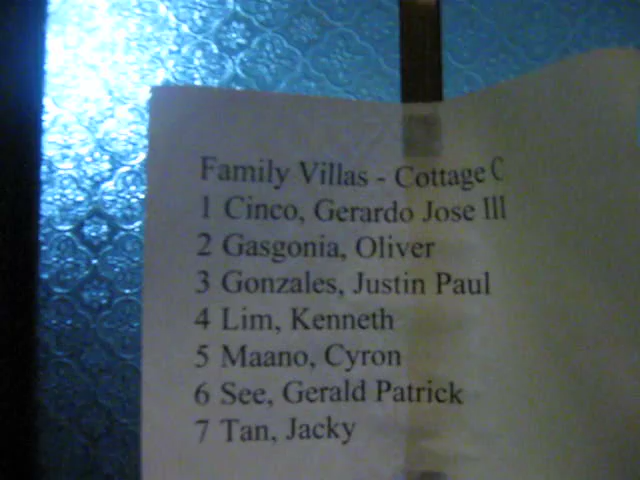 Family Villas - Cottage C
1 Cinco, Gerardo Jose III
2 Gasgonia, Oliver
3 Gonzales, Justin Paul
4 Lim, Kenneth
5 Maano, Cyron
6 See, Gerald Patrick
7 Tan, Jacky